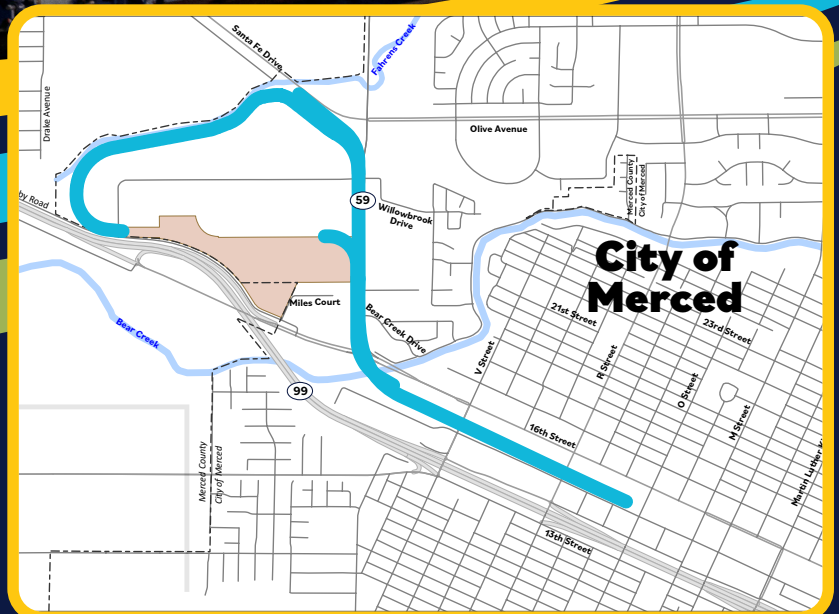 Santa Fe Drive
Fahrens Creek
Drake Avenue
Olive Avenue
Merced County
City of Merced
by Road
59
Willowbrook
Drive
City of
Merced
Miles Court
Bear Creek Drive
21st Street
23rd Street
Bear Creek
V Street
R Street
O Street
M Street
99
16th Street
Merced County
City of Merced
Martin Luther K
13th Street